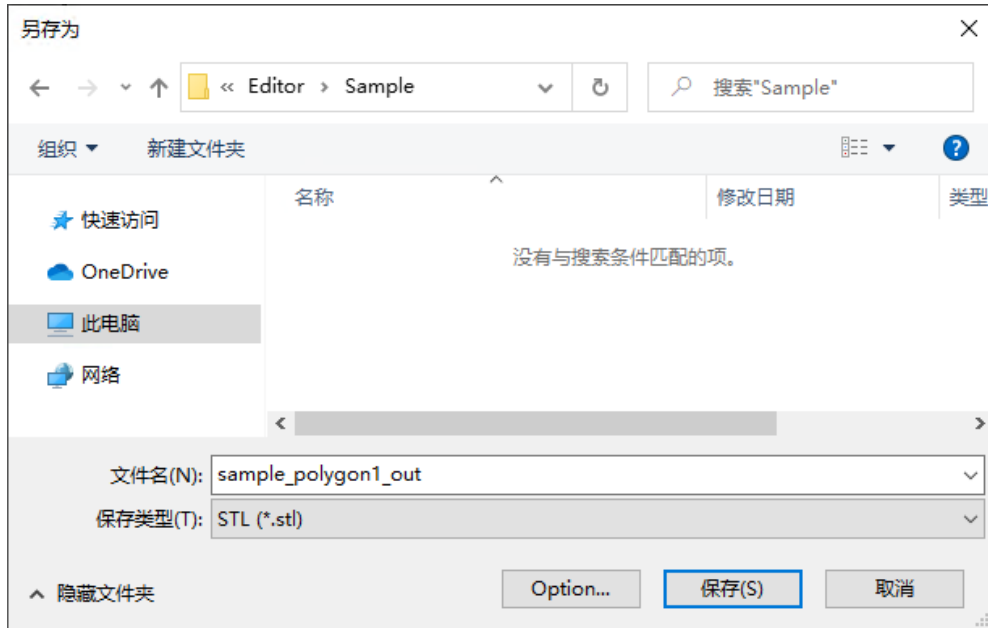 另存为
« Editor › Sample
搜索"Sample"
组织
新建文件夹
名称
修改日期
类型
快速访问
没有与搜索条件匹配的项。
OneDrive
此电脑
网络
文件名(N): sample_polygon1_out
保存类型(T): STL (*.stl)
隐藏文件夹
Option...
保存(S)
取消